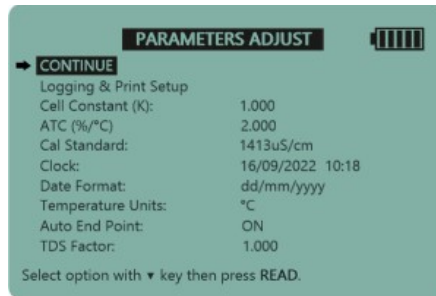 PARAMETERS ADJUST
➡ CONTINUE
Logging & Print Setup
Cell Constant (K): 1.000
ATC (%/°C) 2.000
Cal Standard: 1413uS/cm
Clock: 16/09/2022 10:18
Date Format: dd/mm/yyyy
Temperature Units: °C
Auto End Point: ON
TDS Factor: 1.000
Select option with ▼ key then press READ.